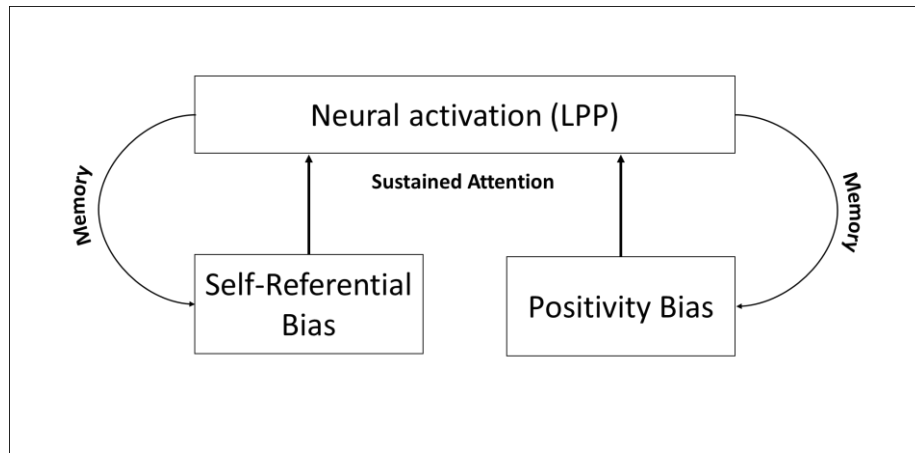 Neural activation (LPP)
Memory
Sustained Attention
Memory
Self-Referential
Bias
Positivity Bias